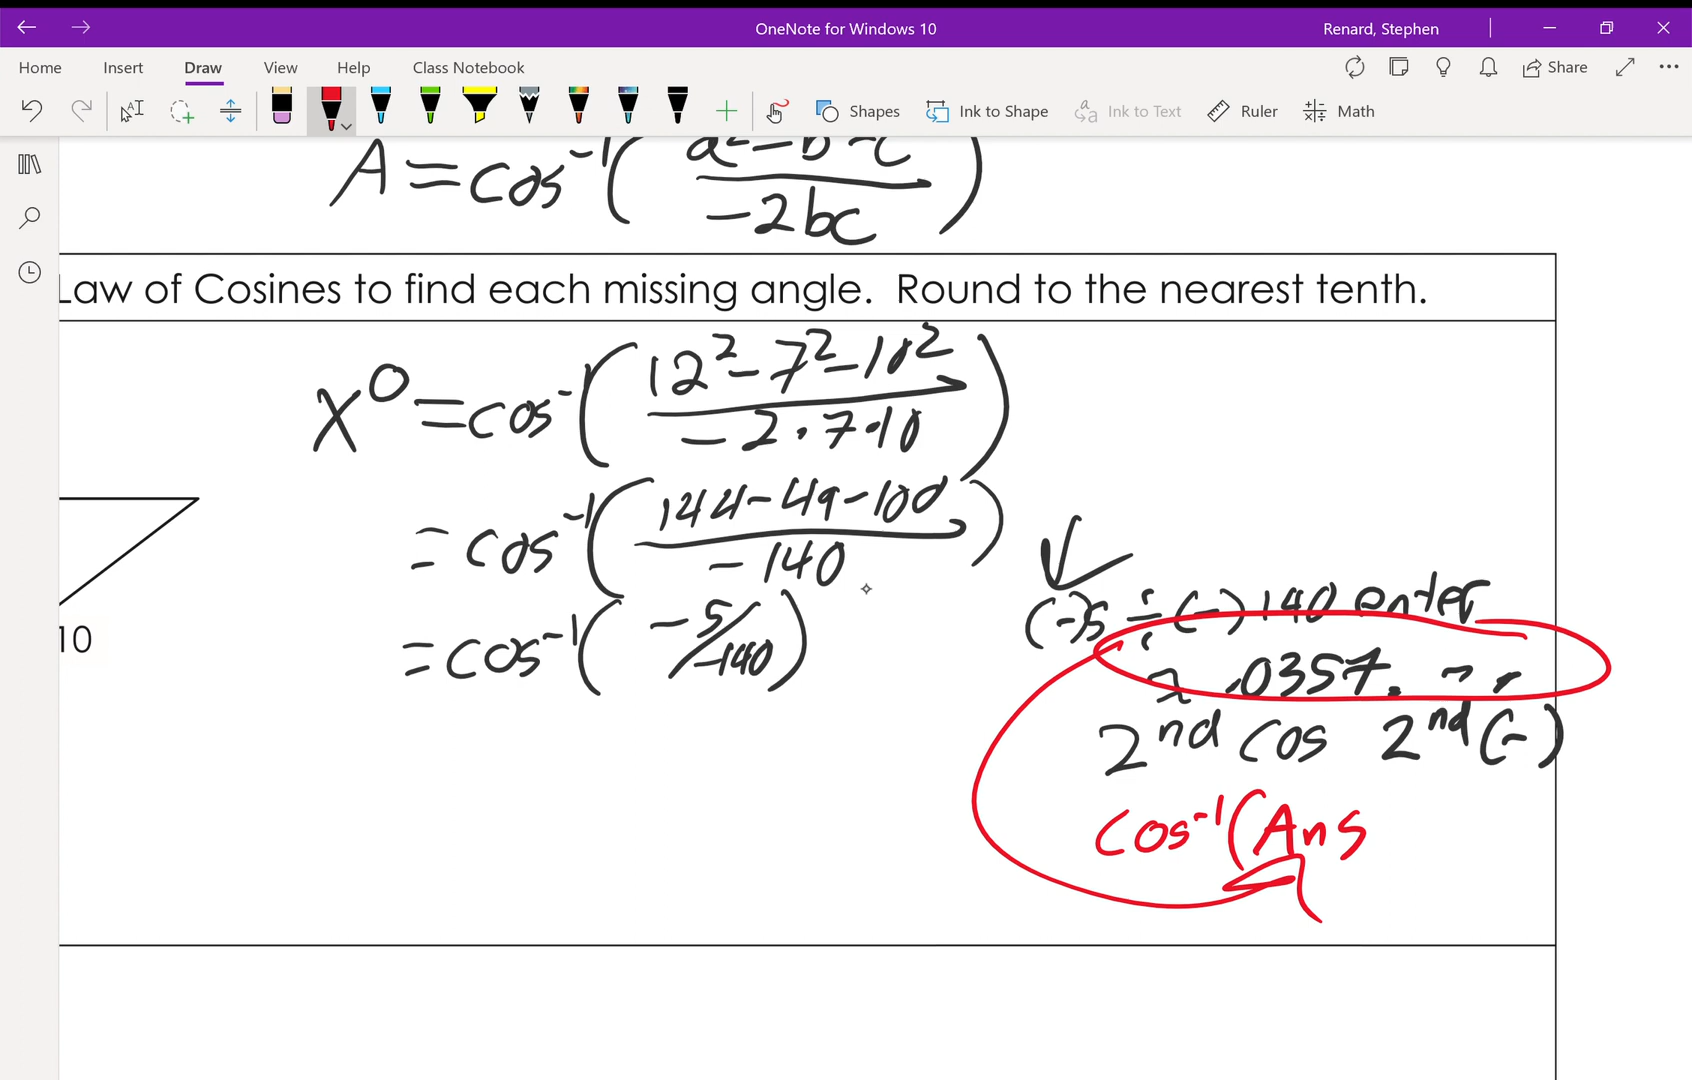 OneNote for Windows 10
Renard, Stephen
Home Insert Draw View Help Class Notebook
Share
Shapes Ink to Shape Ink to Text Ruler Math
A = cos⁻¹( a² - b² - c² / -2bc )
Law of Cosines to find each missing angle. Round to the nearest tenth.
x° = cos⁻¹( 12² - 7² - 10² / -2·7·10 )
= cos⁻¹( 144 - 49 - 100 / -140 )
(-)5 ÷ (-) 140 enter
10
= cos⁻¹( -5/-140 )
≈ .0357...
2nd cos 2nd (-)
cos⁻¹(Ans